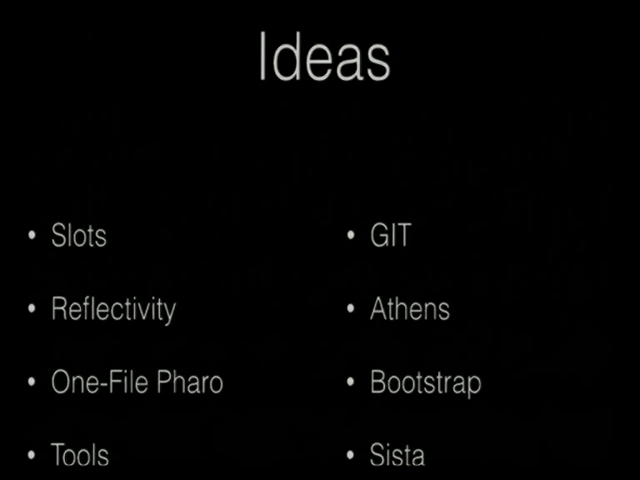 Ideas
• Slots
• Reflectivity
• One-File Pharo
• Tools
• GIT
• Athens
• Bootstrap
• Sista